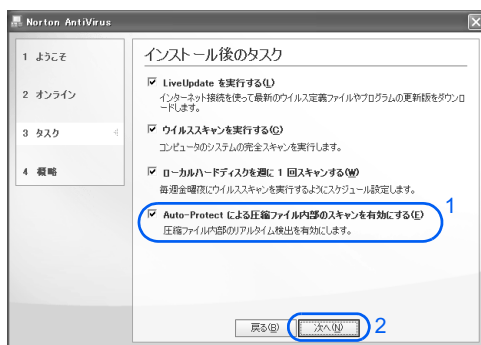 Norton AntiVirus
1 ようこそ
2 オンライン
3 タスク
4 概略
インストール後のタスク
LiveUpdate を実行する(L)
インターネット接続を使って最新のウイルス定義ファイルやプログラムの更新版をダウンロ
ードします。
ウイルススキャンを実行する(C)
コンピュータのシステムの完全スキャンを実行します。
ローカルハードディスクを週に 1 回スキャンする(W)
毎週金曜夜にウイルススキャンを実行するようにスケジュール設定します。
Auto-Protect による圧縮ファイル内部のスキャンを有効にする(E)
圧縮ファイル内部のリアルタイム検出を有効にします。
1
戻る(B)
次へ(N)
2